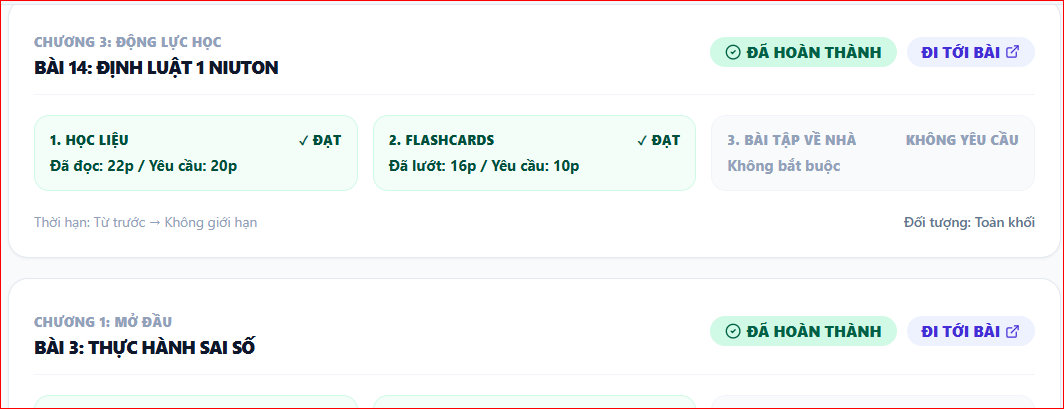 CHƯƠNG 3: ĐỘNG LỰC HỌC
BÀI 14: ĐỊNH LUẬT 1 NIUTON
ĐÃ HOÀN THÀNH
ĐI TỚI BÀI
1. HỌC LIỆU
✓ ĐẠT
Đã đọc: 22p / Yêu cầu: 20p
2. FLASHCARDS
✓ ĐẠT
Đã lướt: 16p / Yêu cầu: 10p
3. BÀI TẬP VỀ NHÀ
KHÔNG YÊU CẦU
Không bắt buộc
Thời hạn: Từ trước → Không giới hạn
Đối tượng: Toàn khối
CHƯƠNG 1: MỞ ĐẦU
BÀI 3: THỰC HÀNH SAI SỐ
ĐÃ HOÀN THÀNH
ĐI TỚI BÀI